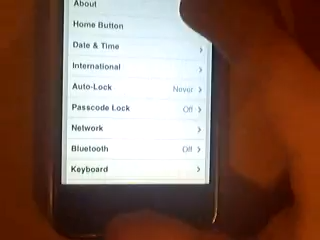 About
Home Button
Date & Time
International
Auto-Lock Never
Passcode Lock Off
Network
Bluetooth Off
Keyboard